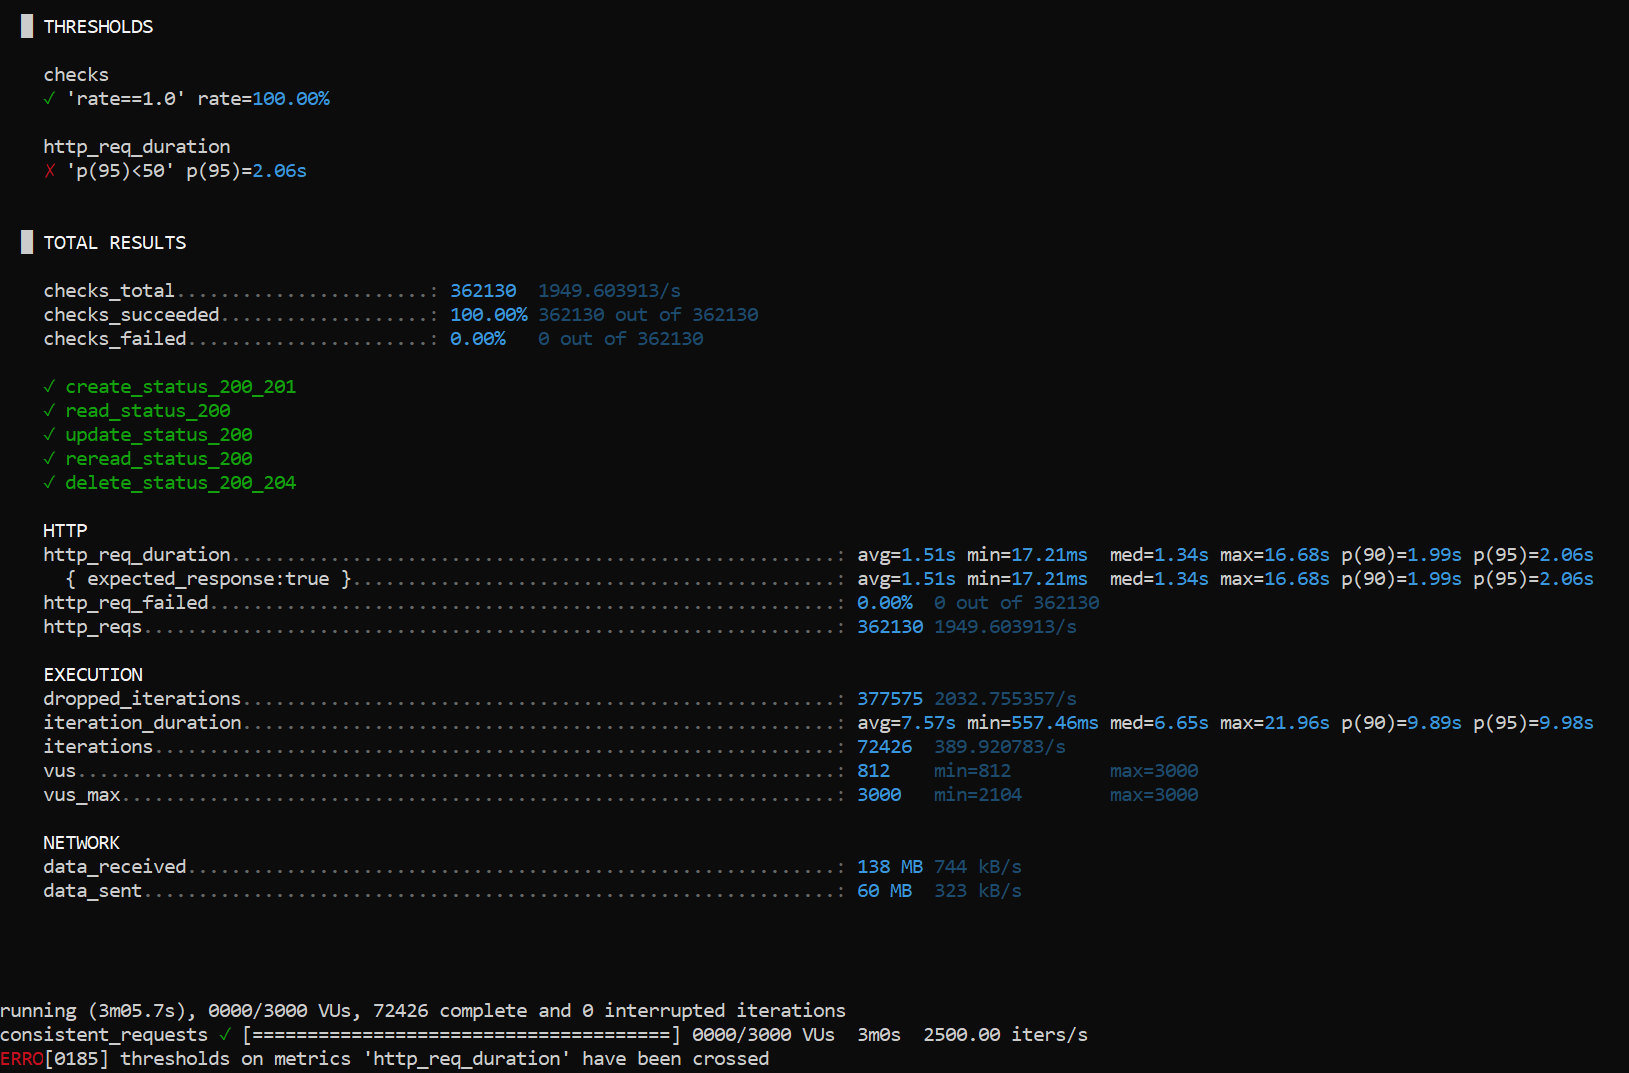 █ THRESHOLDS
checks
✓ 'rate==1.0' rate=100.00%
http_req_duration
✗ 'p(95)<50' p(95)=2.06s
█ TOTAL RESULTS
checks_total.......................: 362130 1949.603913/s
checks_succeeded...................: 100.00% 362130 out of 362130
checks_failed......................: 0.00% 0 out of 362130
✓ create_status_200_201
✓ read_status_200
✓ update_status_200
✓ reread_status_200
✓ delete_status_200_204
HTTP
http_req_duration.......................................................: avg=1.51s min=17.21ms med=1.34s max=16.68s p(90)=1.99s p(95)=2.06s
{ expected_response:true }............................................: avg=1.51s min=17.21ms med=1.34s max=16.68s p(90)=1.99s p(95)=2.06s
http_req_failed.........................................................: 0.00% 0 out of 362130
http_reqs...............................................................: 362130 1949.603913/s
EXECUTION
dropped_iterations......................................................: 377575 2032.755357/s
iteration_duration......................................................: avg=7.57s min=557.46ms med=6.65s max=21.96s p(90)=9.89s p(95)=9.98s
iterations..............................................................: 72426 389.920783/s
vus.....................................................................: 812 min=812 max=3000
vus_max.................................................................: 3000 min=2104 max=3000
NETWORK
data_received...........................................................: 138 MB 744 kB/s
data_sent...............................................................: 60 MB 323 kB/s
running (3m05.7s), 0000/3000 VUs, 72426 complete and 0 interrupted iterations
consistent_requests ✓ [======================================] 0000/3000 VUs 3m0s 2500.00 iters/s
ERRO[0185] thresholds on metrics 'http_req_duration' have been crossed